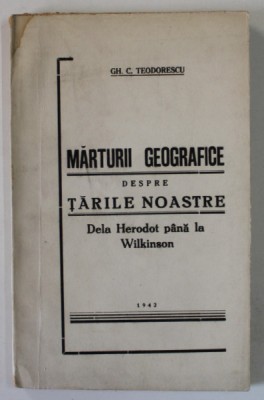 GH. C. TEODORESCU
MĂRTURII GEOGRAFICE
DESPRE
ȚĂRILE NOASTRE
Dela Herodot până la
Wilkinson
1942